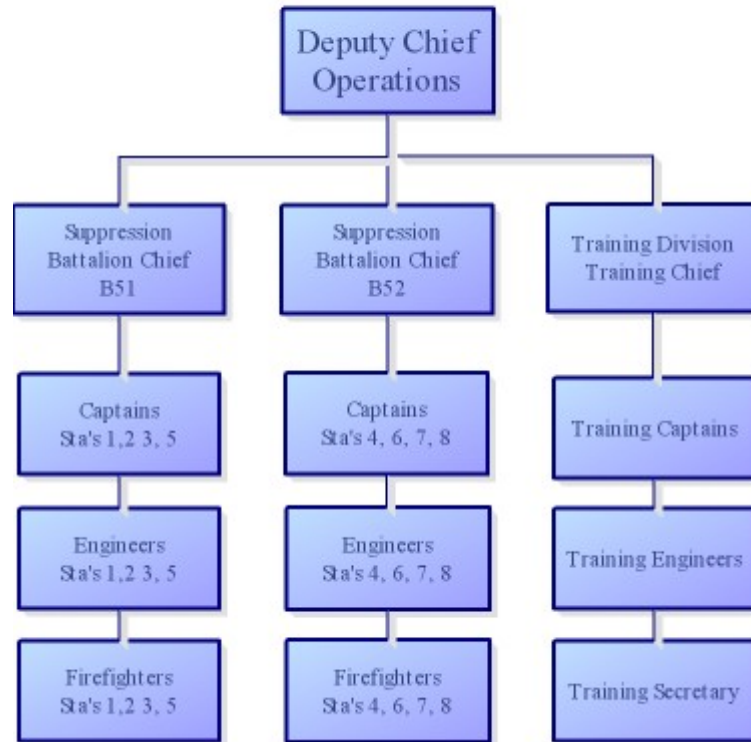 Deputy Chief
Operations
Suppression
Battalion Chief
B51
Suppression
Battalion Chief
B52
Training Division
Training Chief
Captains
Sta's 1,2 3, 5
Captains
Sta's 4, 6, 7, 8
Training Captains
Engineers
Sta's 1,2 3, 5
Engineers
Sta's 4, 6, 7, 8
Training Engineers
Firefighters
Sta's 1,2 3, 5
Firefighters
Sta's 4, 6, 7, 8
Training Secretary